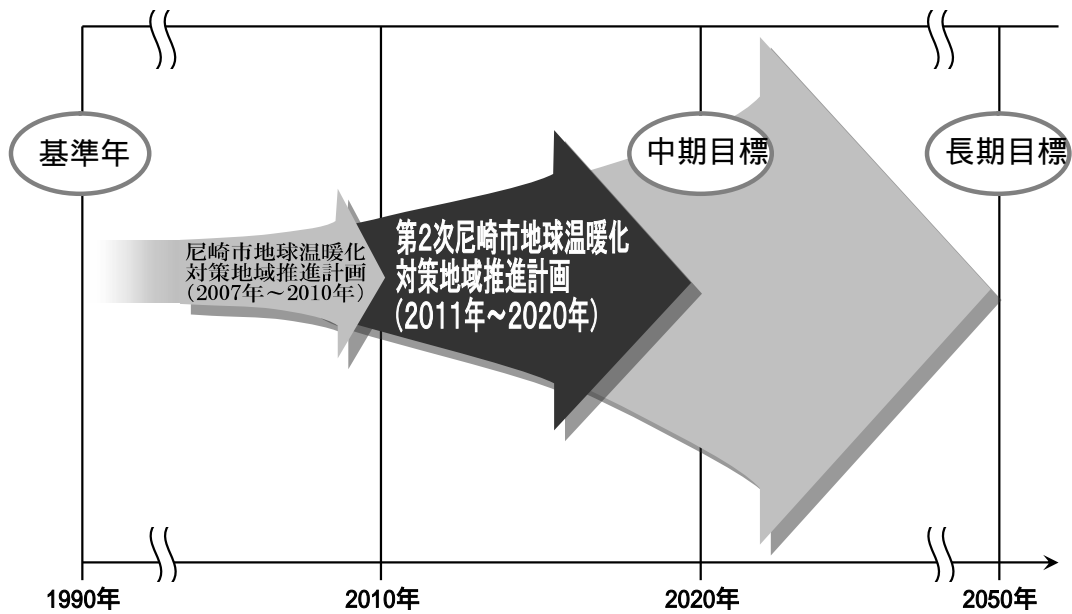 基準年
中期目標
長期目標
尼崎市地球温暖化
対策地域推進計画
(2007年～2010年)
第2次尼崎市地球温暖化
対策地域推進計画
(2011年～2020年)
1990年
2010年
2020年
2050年